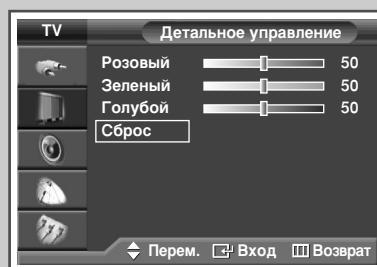 TV Детальное управление
Розовый 50
Зеленый 50
Голубой 50
Сброс
Перем. Вход Возврат